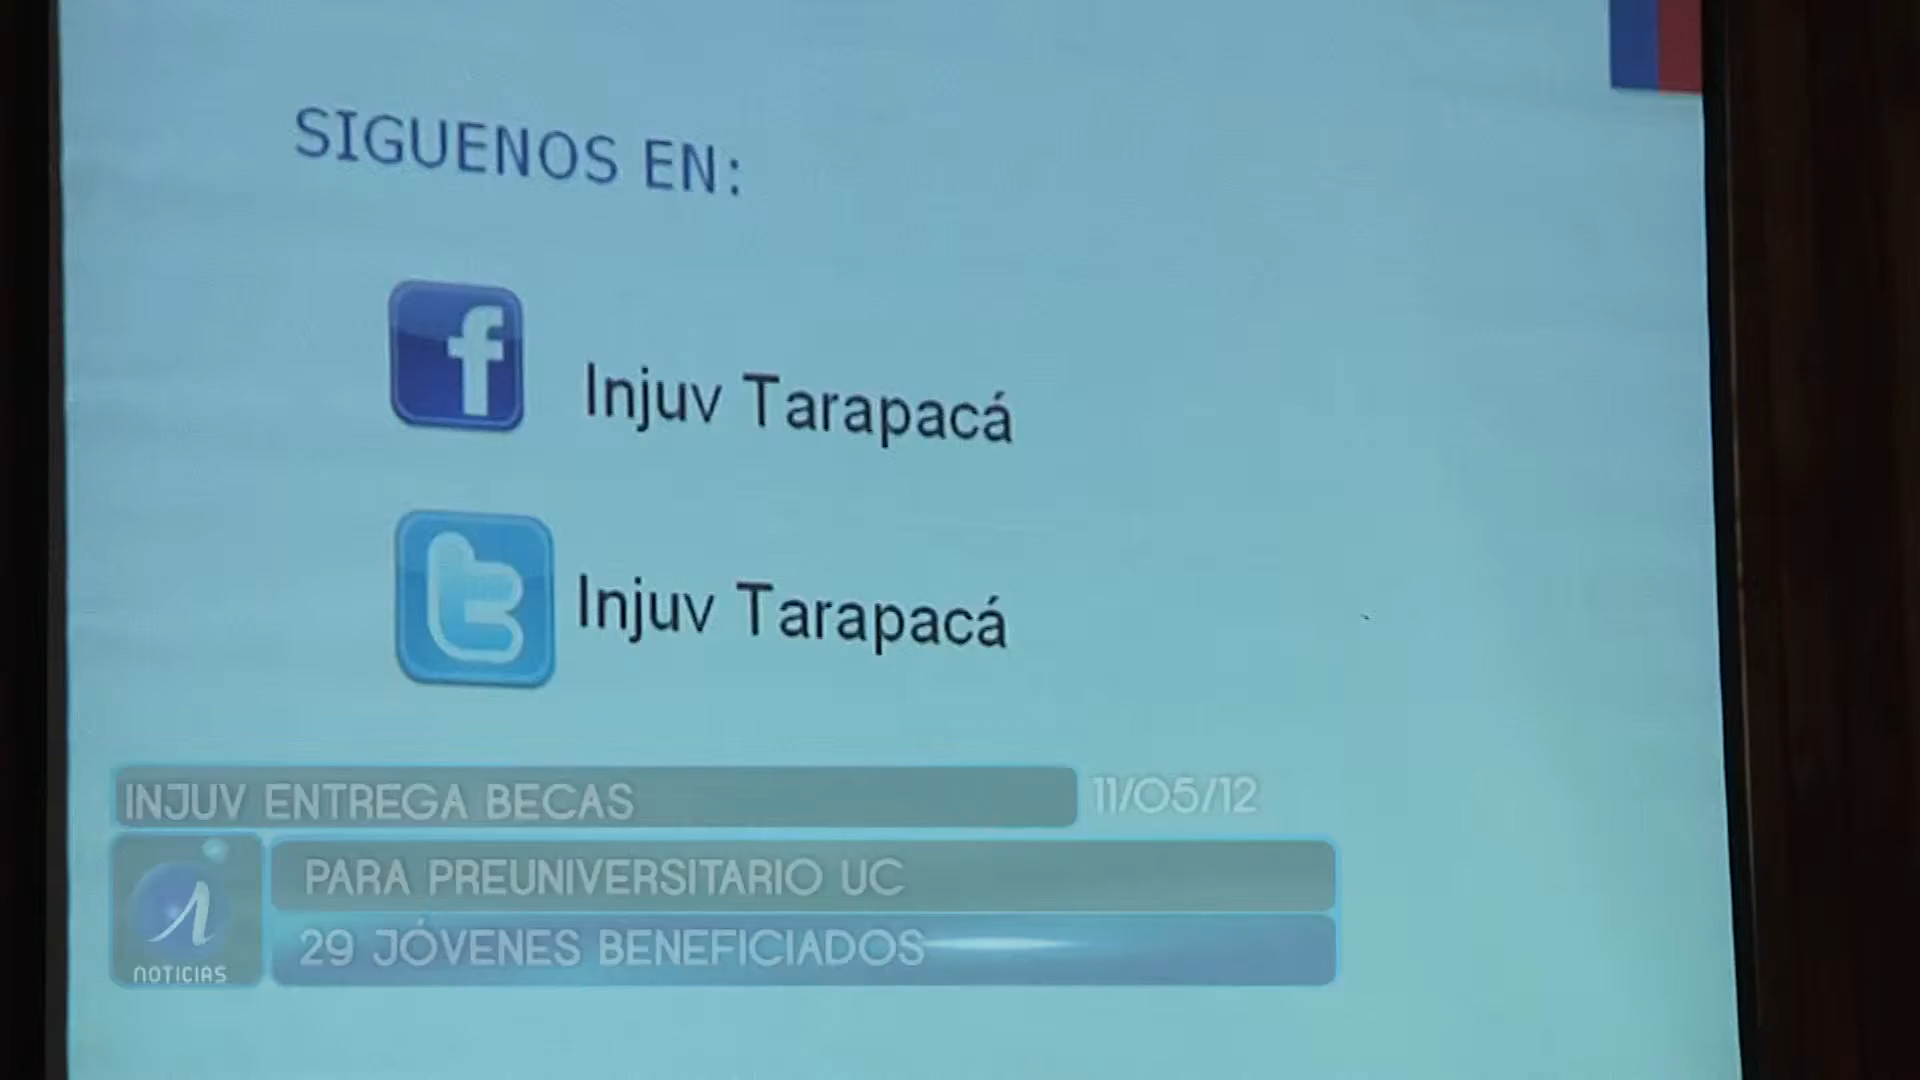 SIGUENOS EN:
Injuv Tarapacá
Injuv Tarapacá
INJUV ENTREGA BECAS 11/05/12
PARA PREUNIVERSITARIO UC
29 JÓVENES BENEFICIADOS
NOTICIAS